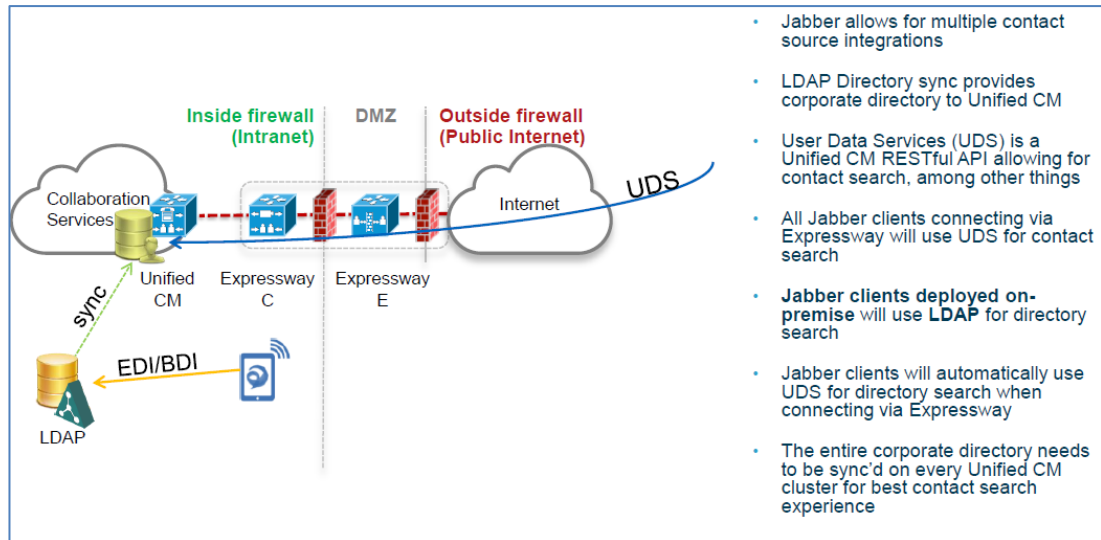 Inside firewall
(Intranet)
DMZ
Outside firewall
(Public Internet)
Collaboration
Services
UDS
Internet
Unified
CM
Expressway
C
Expressway
E
sync
EDI/BDI
LDAP
• Jabber allows for multiple contact
source integrations
• LDAP Directory sync provides
corporate directory to Unified CM
• User Data Services (UDS) is a
Unified CM RESTful API allowing for
contact search, among other things
• All Jabber clients connecting via
Expressway will use UDS for contact
search
• Jabber clients deployed on-
premise will use LDAP for directory
search
• Jabber clients will automatically use
UDS for directory search when
connecting via Expressway
• The entire corporate directory needs
to be sync'd on every Unified CM
cluster for best contact search
experience